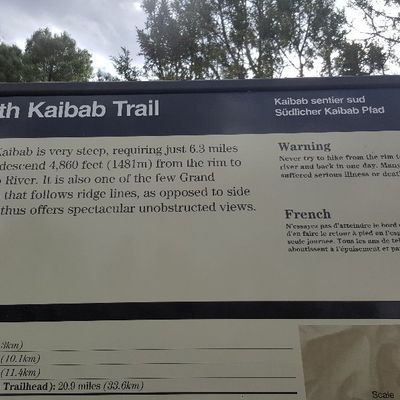 th Kaibab Trail
Kaibab sentier sud
Südlicher Kaibab Pfad
Kaibab is very steep, requiring just 6.3 miles
descend 4,860 feet (1481m) from the rim to
River. It is also one of the few Grand
that follows ridge lines, as opposed to side
thus offers spectacular unobstructed views.
Warning
Never try to hike from the rim t
river and back in one day. Many
suffered serious illness or deat
French
N'essayez pas d'atteindre le bord d
d'en faire le retour à pied en l'esp
seule journée. Tous les ans de tel
aboutissent à l'épuisement et pa
3km)
(10.1km)
(11.4km)
Trailhead): 20.9 miles (33.6km)
Scale